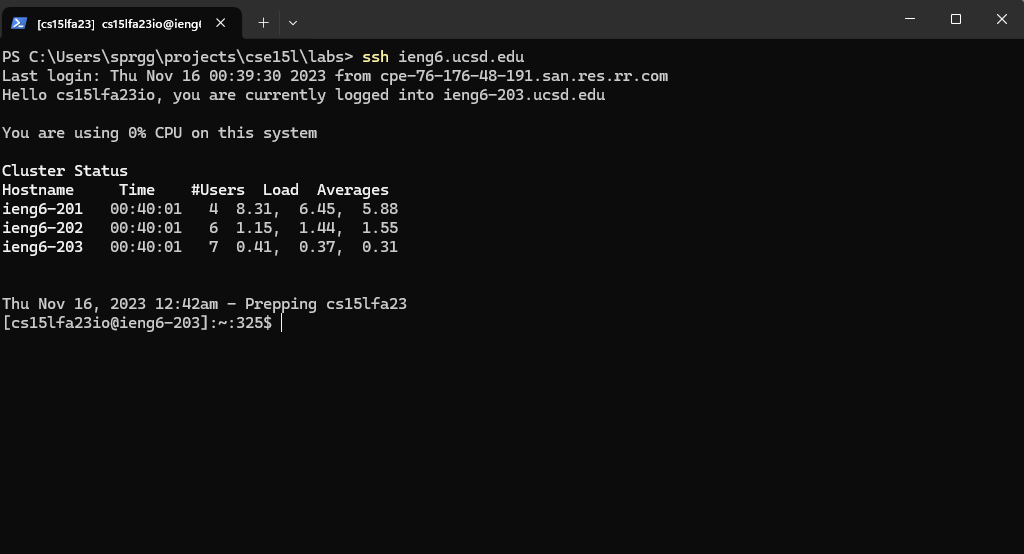 [cs15lfa23] cs15lfa23io@ieng
PS C:\Users\sprgg\projects\cse15l\labs> ssh ieng6.ucsd.edu
Last login: Thu Nov 16 00:39:30 2023 from cpe-76-176-48-191.san.res.rr.com
Hello cs15lfa23io, you are currently logged into ieng6-203.ucsd.edu
You are using 0% CPU on this system
Cluster Status
Hostname     Time    #Users  Load  Averages
ieng6-201   00:40:01   4  8.31,  6.45,  5.88
ieng6-202   00:40:01   6  1.15,  1.44,  1.55
ieng6-203   00:40:01   7  0.41,  0.37,  0.31
Thu Nov 16, 2023 12:42am - Prepping cs15lfa23
[cs15lfa23io@ieng6-203]:~:325$